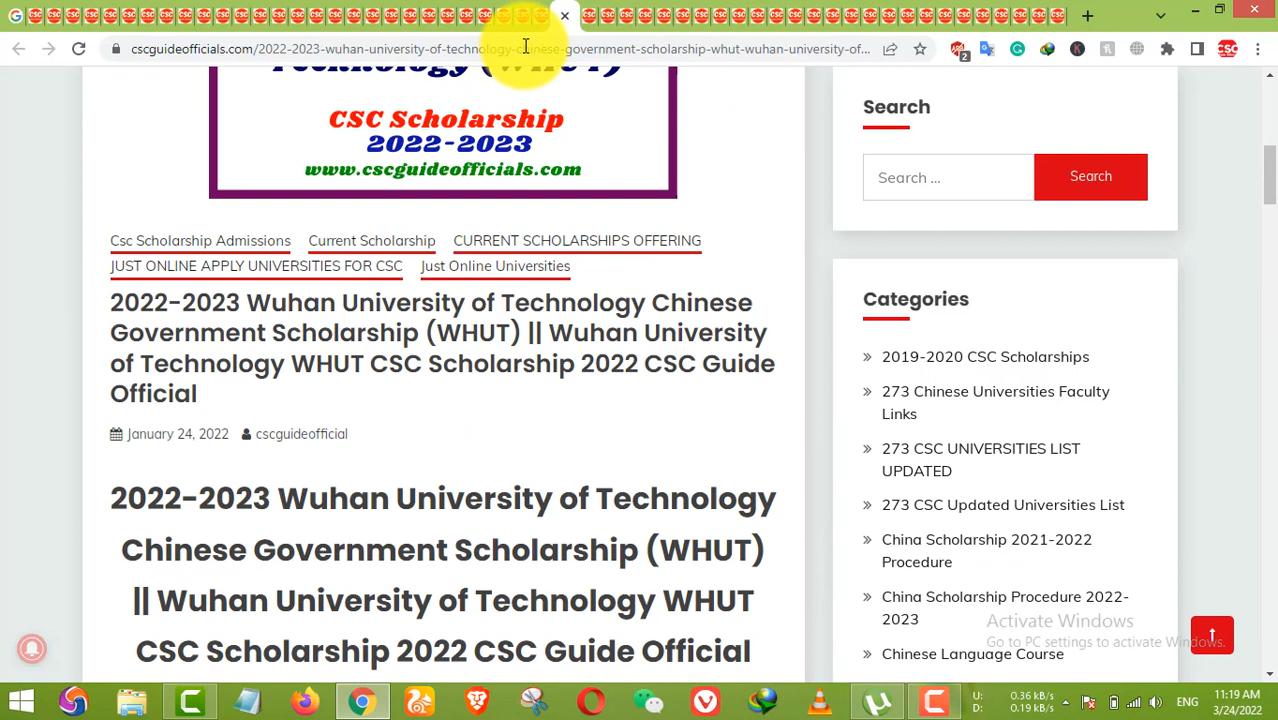 cscguideofficials.com/2022-2023-wuhan-university-of-technology-chinese-government-scholarship-whut-wuhan-university-of...
2
Technology (WHUT)
CSC Scholarship
2022-2023
www.cscguideofficials.com
Csc Scholarship Admissions Current Scholarship CURRENT SCHOLARSHIPS OFFERING
JUST ONLINE APPLY UNIVERSITIES FOR CSC Just Online Universities
2022-2023 Wuhan University of Technology Chinese
Government Scholarship (WHUT) || Wuhan University
of Technology WHUT CSC Scholarship 2022 CSC Guide
Official
January 24, 2022 cscguideofficial
2022-2023 Wuhan University of Technology
Chinese Government Scholarship (WHUT)
|| Wuhan University of Technology WHUT
CSC Scholarship 2022 CSC Guide Official
Search
Search ... Search
Categories
» 2019-2020 CSC Scholarships
» 273 Chinese Universities Faculty
Links
» 273 CSC UNIVERSITIES LIST
UPDATED
» 273 CSC Updated Universities List
» China Scholarship 2021-2022
Procedure
» China Scholarship Procedure 2022-
2023
» Chinese Language Course
Activate Windows
Go to PC settings to activate Windows.
U: 0.36 kB/s
D: 0.19 kB/s
ENG
11:19 AM
3/24/2022